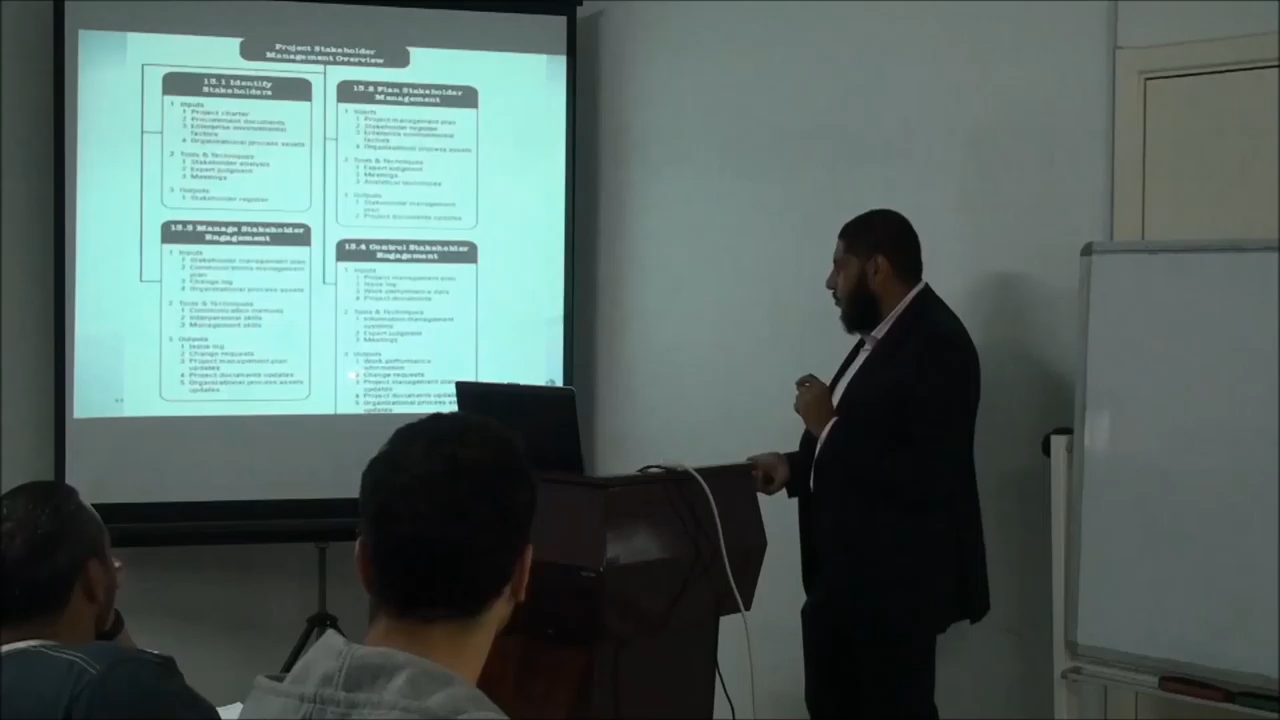 Project Stakeholder
Management Overview
13.1 Identify
Stakeholders
1 Inputs
1 Project charter
2 Procurement documents
3 Enterprise environmental
factors
4 Organizational process assets
2 Tools & Techniques
1 Stakeholder analysis
2 Expert judgment
3 Meetings
3 Outputs
1 Stakeholder register
13.2 Plan Stakeholder
Management
1 Inputs
1 Project management plan
2 Stakeholder register
3 Enterprise environmental
factors
4 Organizational process assets
2 Tools & Techniques
1 Expert judgment
2 Meetings
3 Analytical techniques
3 Outputs
1 Stakeholder management
plan
2 Project documents updates
13.3 Manage Stakeholder
Engagement
1 Inputs
1 Stakeholder management plan
2 Communications management
plan
3 Change log
4 Organizational process assets
2 Tools & Techniques
1 Communication methods
2 Interpersonal skills
3 Management skills
3 Outputs
1 Issue log
2 Change requests
3 Project management plan
updates
4 Project documents updates
5 Organizational process assets
updates
13.4 Control Stakeholder
Engagement
1 Inputs
1 Project management plan
2 Issue log
3 Work performance data
4 Project documents
2 Tools & Techniques
1 Information management
systems
2 Expert judgment
3 Meetings
3 Outputs
1 Work performance
information
2 Change requests
3 Project management plan
updates
4 Project documents updates
5 Organizational process
updates